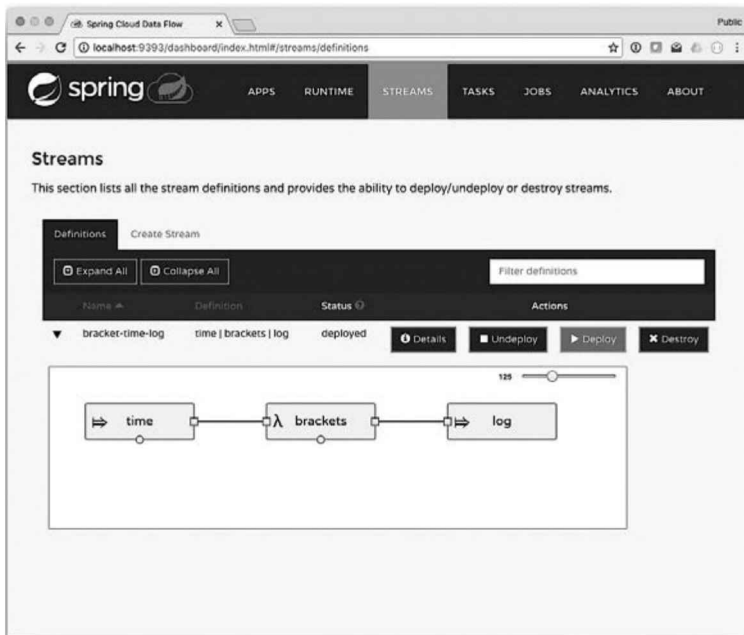 Spring Cloud Data Flow
Public
localhost:9393/dashboard/index.html#/streams/definitions
spring APPS RUNTIME STREAMS TASKS JOBS ANALYTICS ABOUT
Streams
This section lists all the stream definitions and provides the ability to deploy/undeploy or destroy streams.
Definitions Create Stream
Expand All Collapse All Filter definitions
Name Definition Status Actions
bracket-time-log time | brackets | log deployed Details Undeploy Deploy Destroy
125
time brackets log